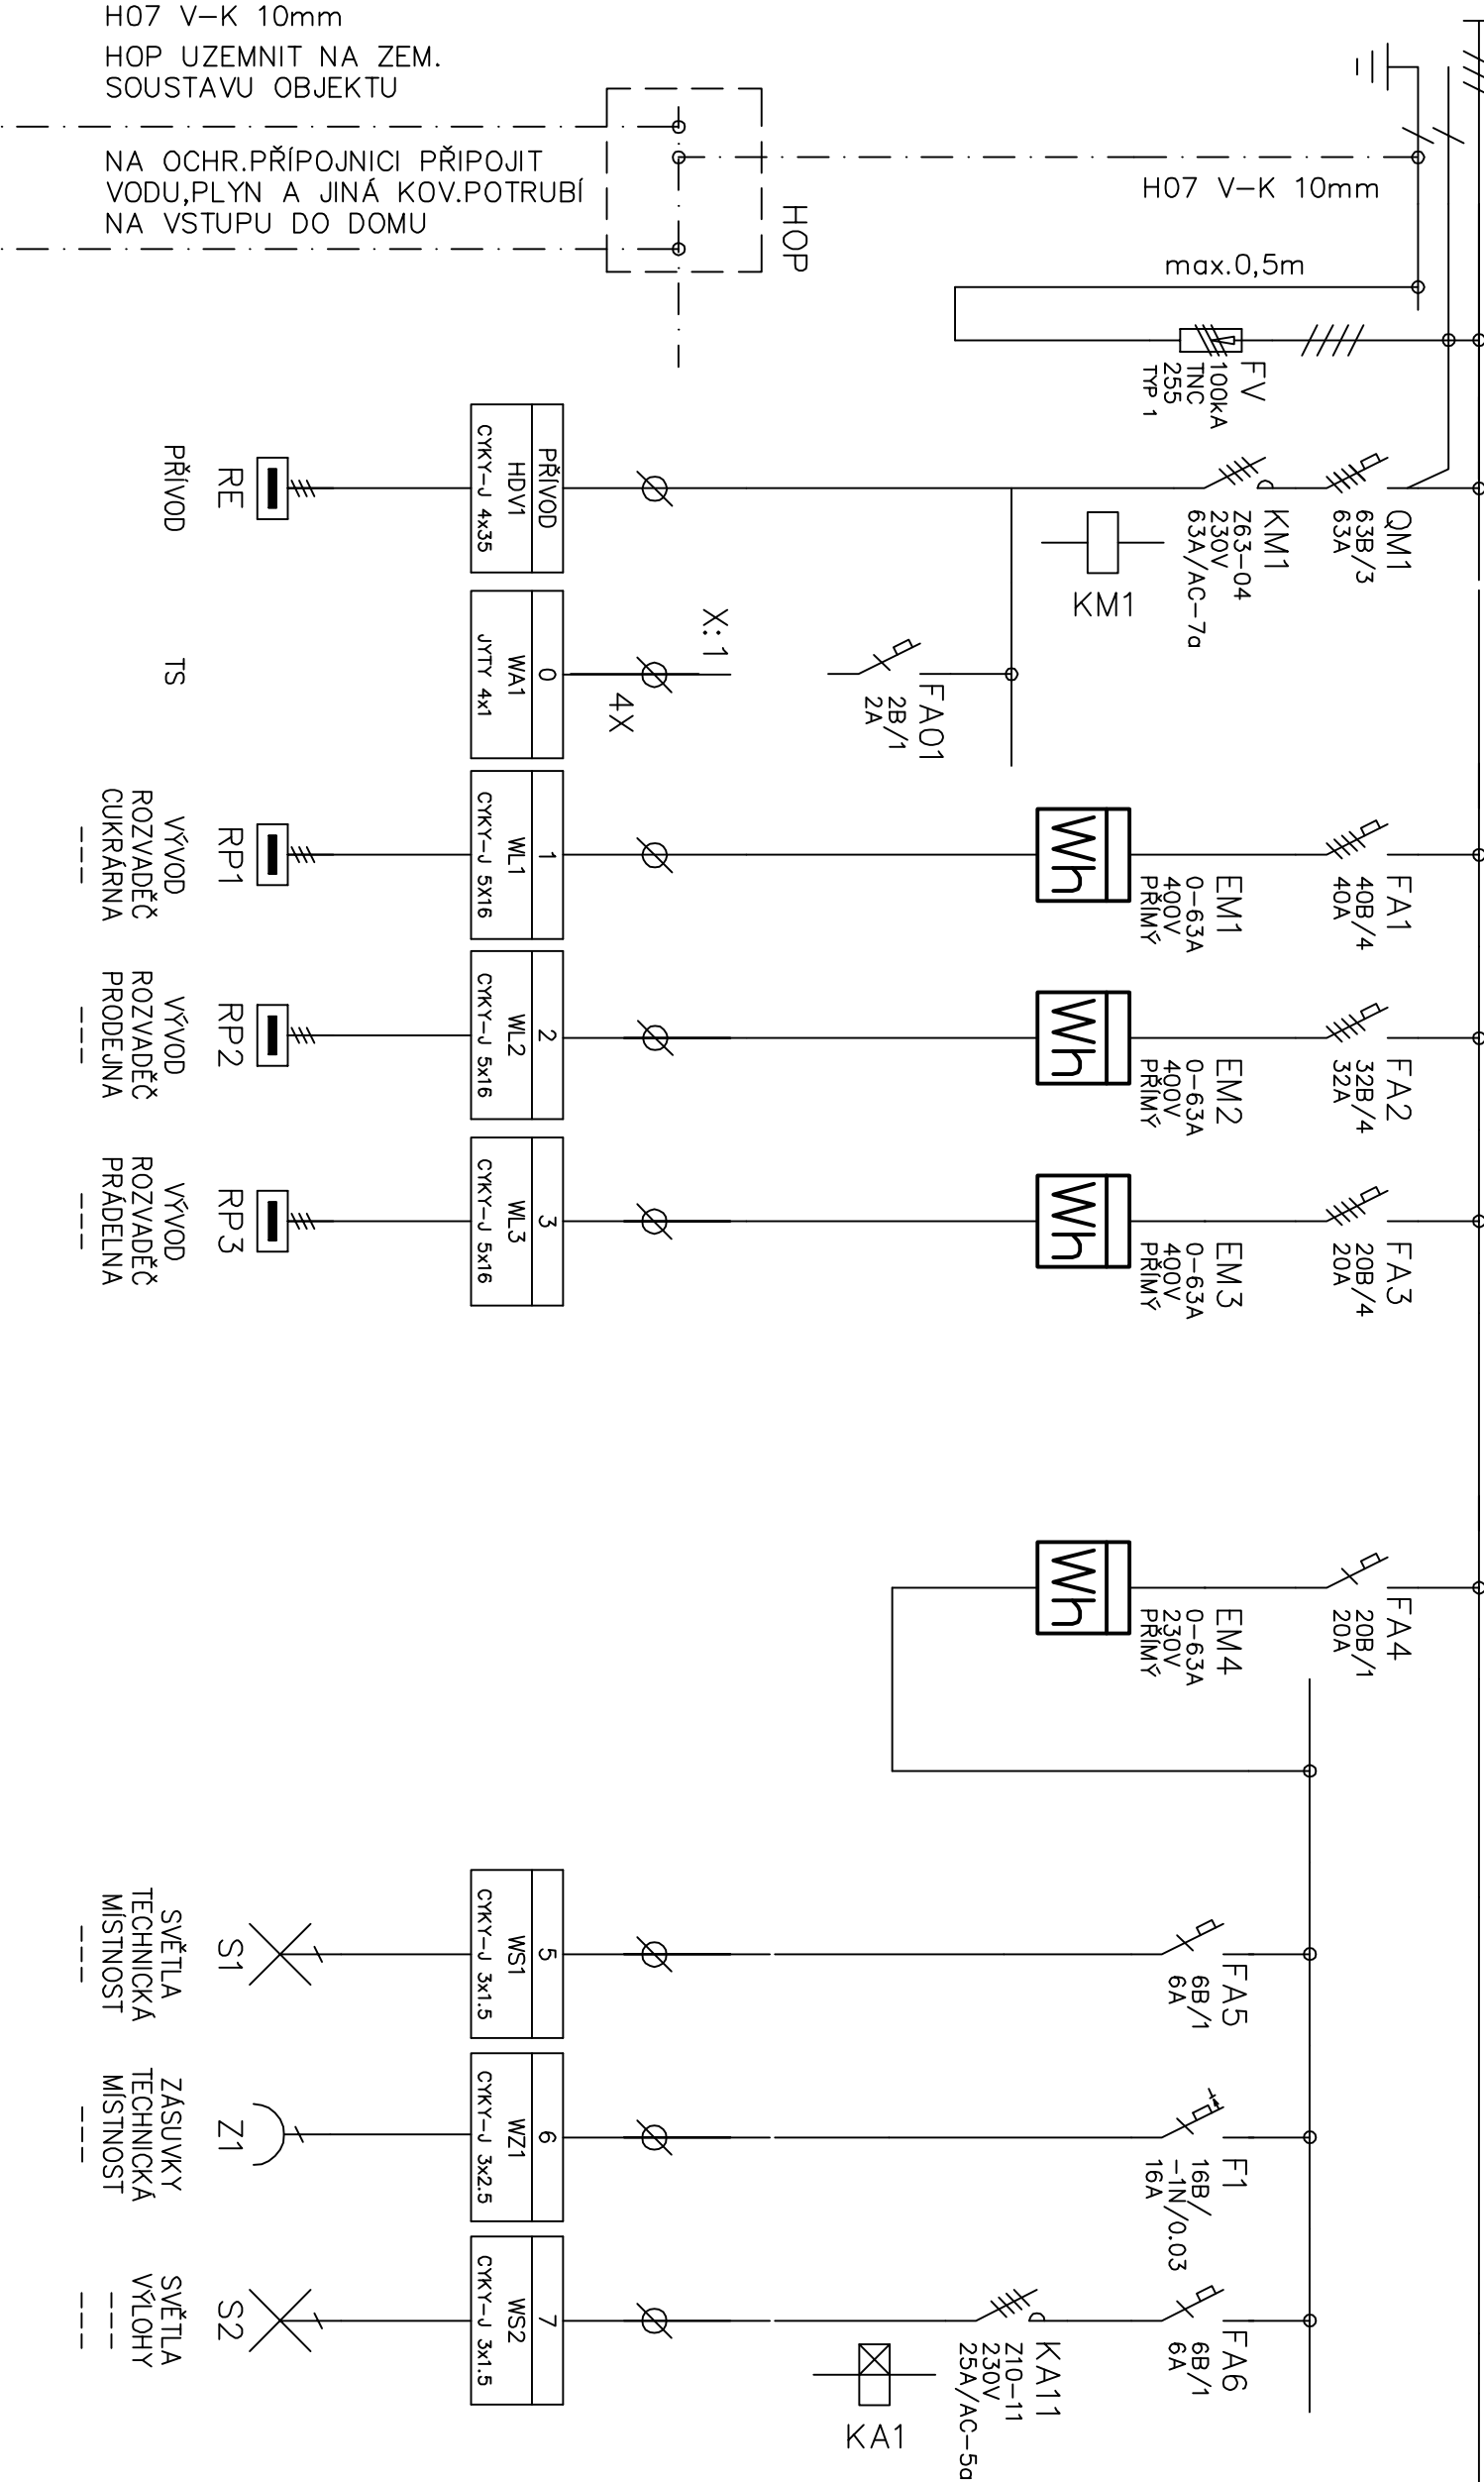 H07 V-K 10mm
HOP UZEMNIT NA ZEM.
SOUSTAVU OBJEKTU
NA OCHR.PŘÍPOJNICI PŘIPOJIT
VODU,PLYN A JINÁ KOV.POTRUBÍ
NA VSTUPU DO DOMU
HOP
H07 V-K 10mm
max.0,5m
FV
100kA
TNC
255
TYP 1
QM1
63B/3
63A
KM1
Z63-04
230V
63A/AC-7a
KM1
PŘÍVOD
HDV1
CYKY-J 4x35
RE
PŘÍVOD
FA01
2B/1
2A
X:1
4X
0
WA1
JYTY 4x1
TS
FA1
40B/4
40A
EM1
0-63A
400V
PŘÍMÝ
Wh
1
WL1
CYKY-J 5X16
RP1
VÝVOD
ROZVADĚČ
CUKRÁRNA
----
FA2
32B/4
32A
EM2
0-63A
400V
PŘÍMÝ
Wh
2
WL2
CYKY-J 5x16
RP2
VÝVOD
ROZVADĚČ
PRODEJNA
----
FA3
20B/4
20A
EM3
0-63A
400V
PŘÍMÝ
Wh
3
WL3
CYKY-J 5x16
RP3
VÝVOD
ROZVADĚČ
PRÁDELNA
----
FA4
20B/1
20A
EM4
0-63A
230V
PŘÍMÝ
Wh
FA5
6B/1
6A
5
WS1
CYKY-J 3x1.5
S1
SVĚTLA
TECHNICKÁ
MÍSTNOST
----
F1
16B/
-1N/0.03
16A
6
WZ1
CYKY-J 3x2.5
Z1
ZÁSUVKY
TECHNICKÁ
MÍSTNOST
----
FA6
6B/1
6A
KA11
Z10-11
230V
25A/AC-5a
KA1
7
WS2
CYKY-J 3x1.5
S2
SVĚTLA
VÝLOHY
----
----